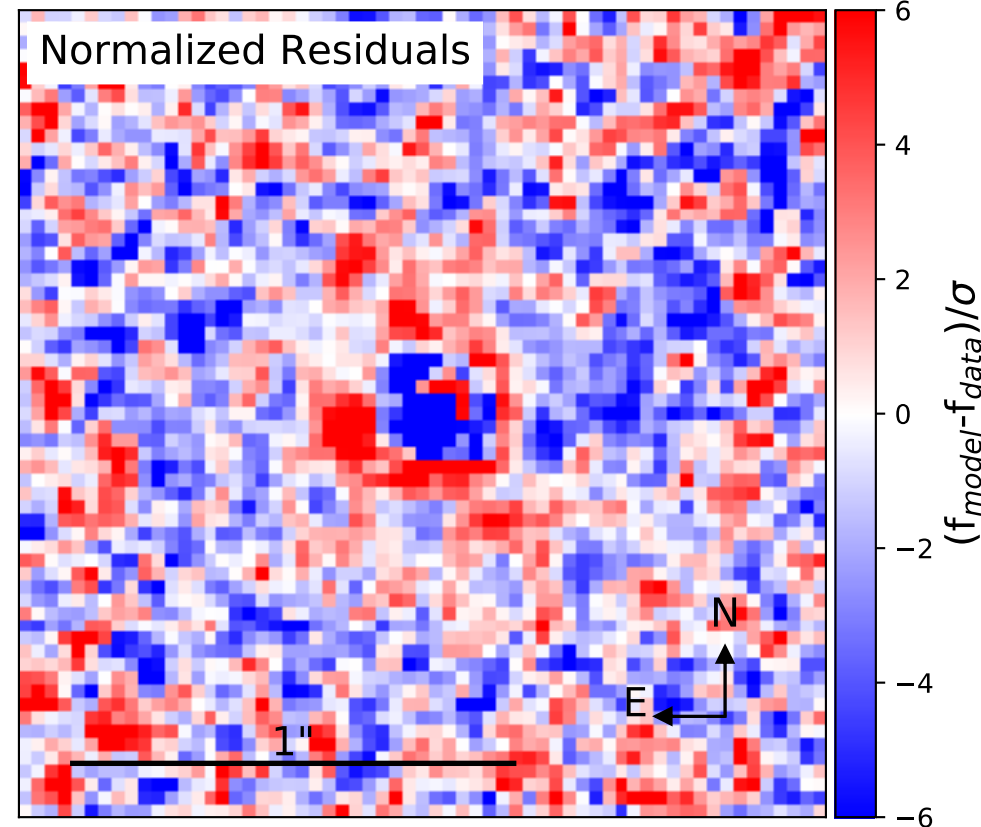 Normalized Residuals
N
E
1"
6
4
2
0
−2
−4
−6
(f_model-f_data)/σ